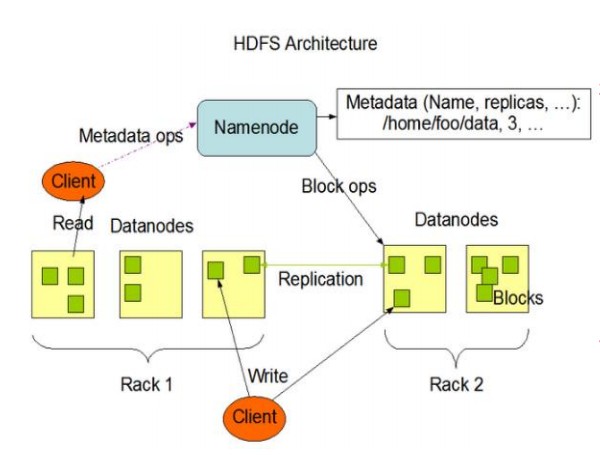 HDFS Architecture
Metadata (Name, replicas, ...):
/home/foo/data, 3, ...
Namenode
Metadata ops
Client
Block ops
Read
Datanodes
Datanodes
Replication
Blocks
Rack 1
Write
Rack 2
Client